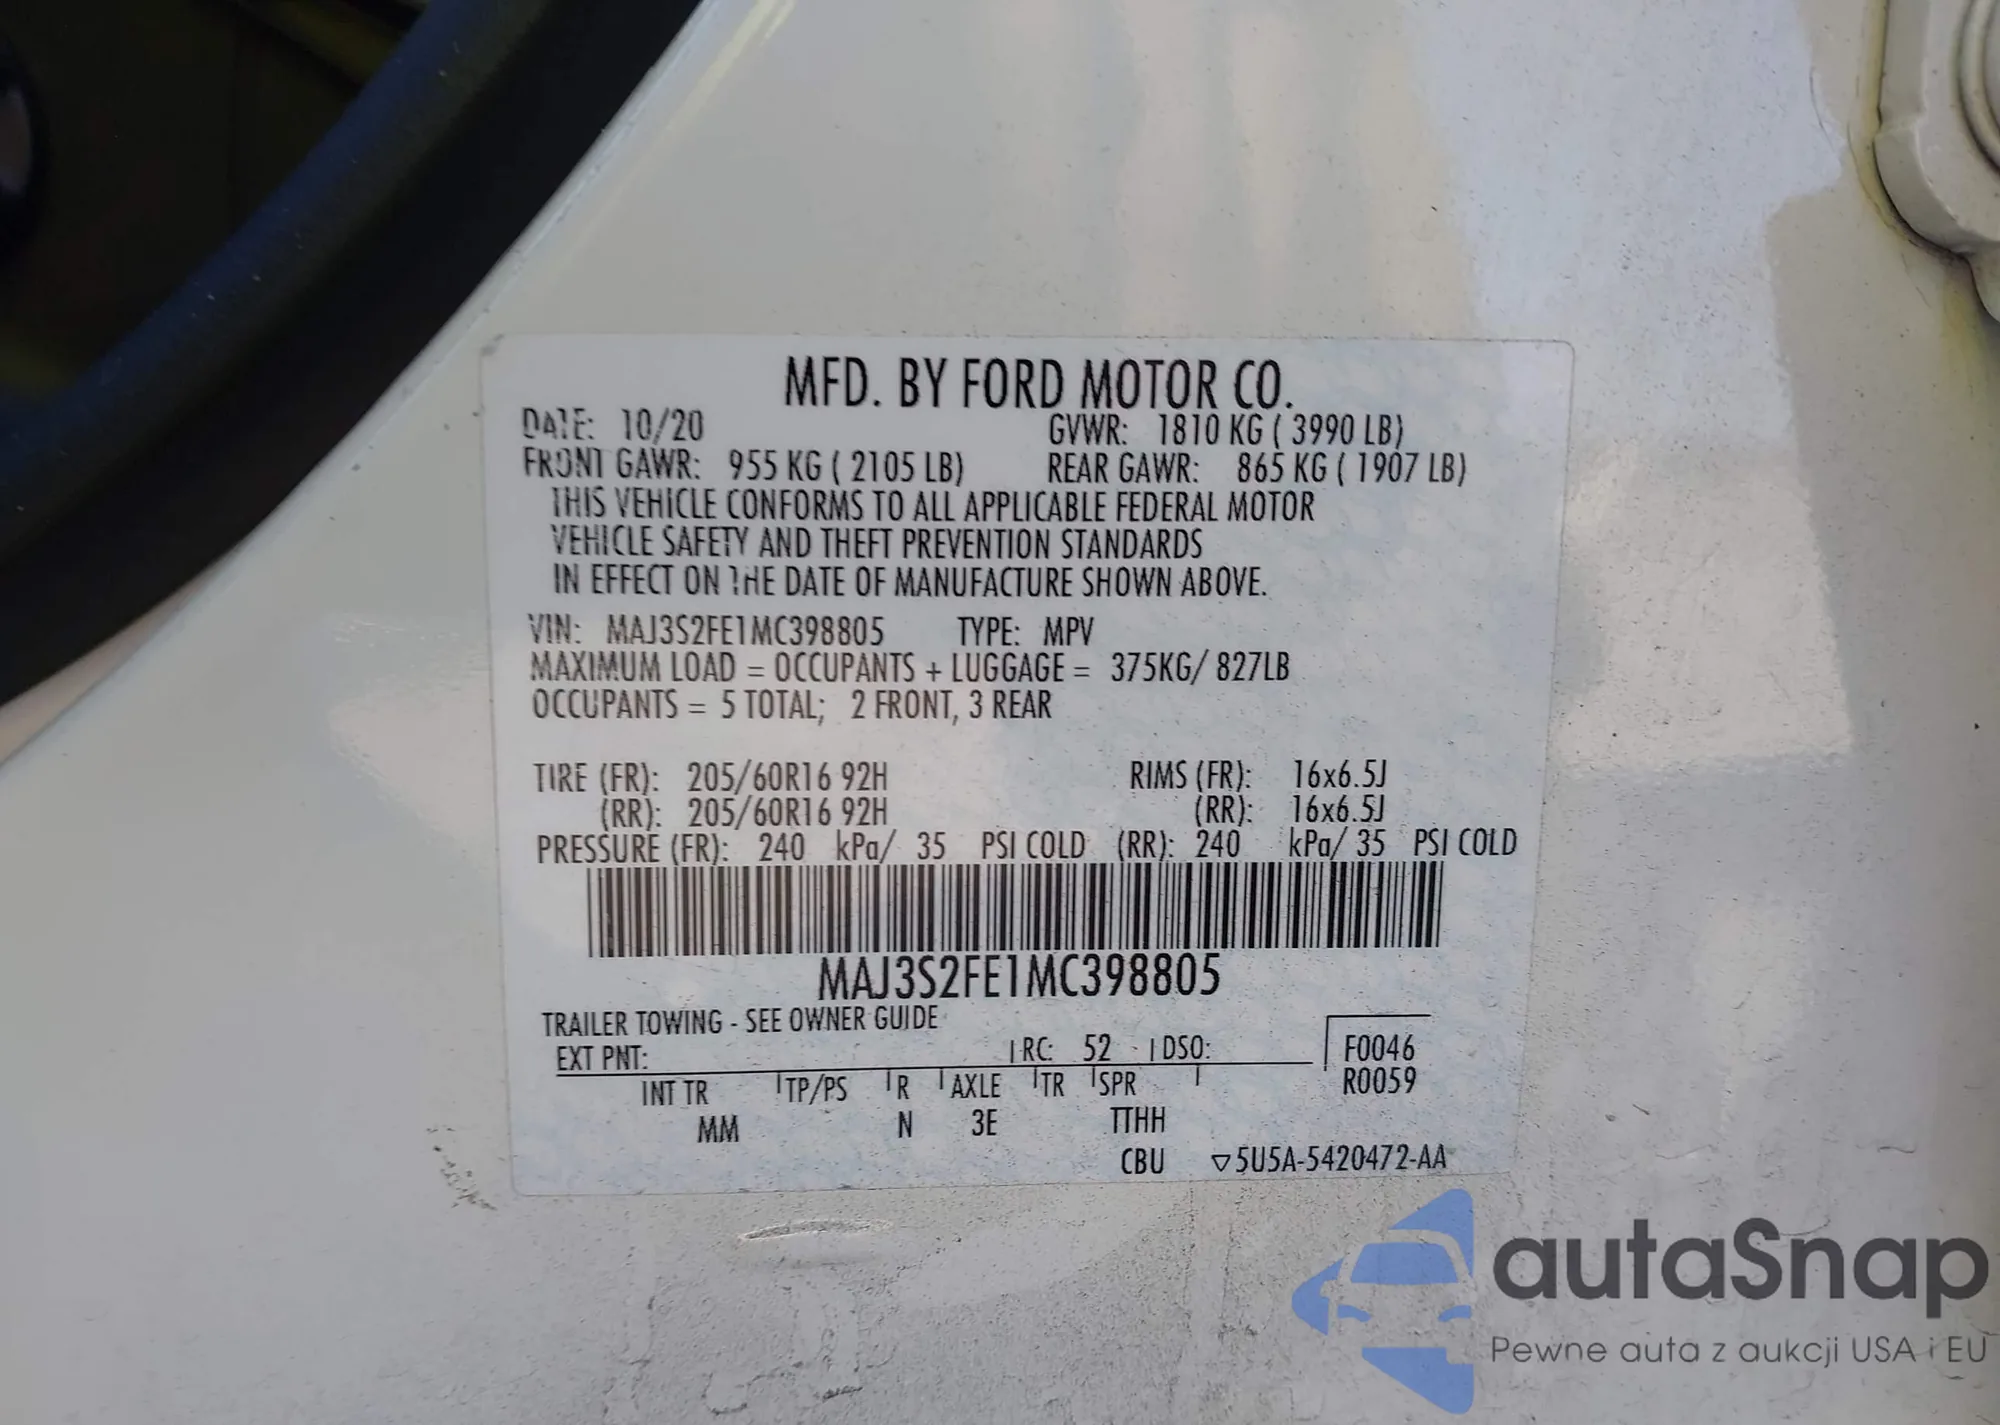 MFD. BY FORD MOTOR CO.
DATE: 10/20 GVWR: 1810 KG ( 3990 LB)
FRONT GAWR: 955 KG ( 2105 LB) REAR GAWR: 865 KG ( 1907 LB)
THIS VEHICLE CONFORMS TO ALL APPLICABLE FEDERAL MOTOR
VEHICLE SAFETY AND THEFT PREVENTION STANDARDS
IN EFFECT ON THE DATE OF MANUFACTURE SHOWN ABOVE.
VIN: MAJ3S2FE1MC398805 TYPE: MPV
MAXIMUM LOAD = OCCUPANTS + LUGGAGE = 375KG/ 827LB
OCCUPANTS = 5 TOTAL; 2 FRONT, 3 REAR
TIRE (FR): 205/60R16 92H RIMS (FR): 16x6.5J
(RR): 205/60R16 92H (RR): 16x6.5J
PRESSURE (FR): 240 kPa/ 35 PSI COLD (RR): 240 kPa/ 35 PSI COLD
MAJ3S2FE1MC398805
TRAILER TOWING - SEE OWNER GUIDE
EXT PNT: RC: 52 DSO: F0046
INT TR TP/PS R AXLE TR SPR R0059
MM N 3E TTHH
CBU ▽5U5A-5420472-AA
autaSnap
Pewne auta z aukcji USA i EU